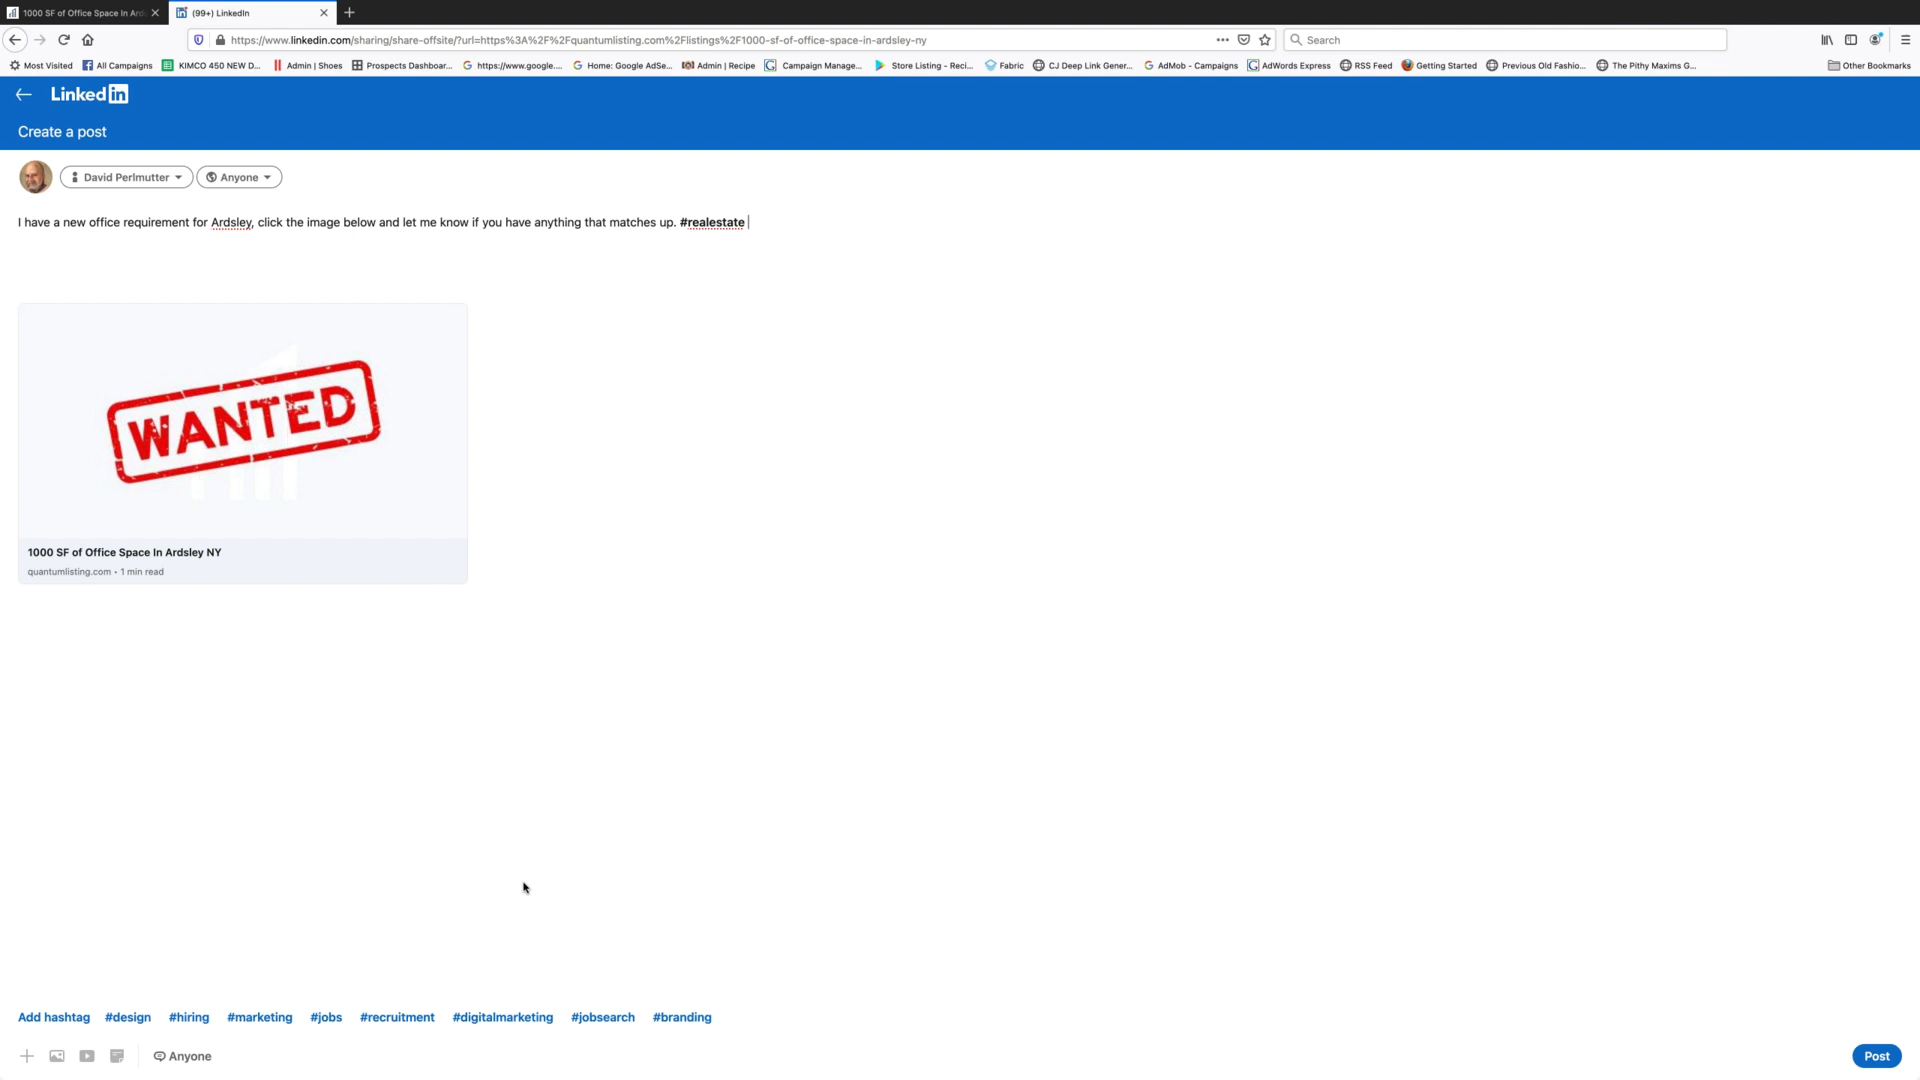 1000 SF of Office Space In Ard
(99+) LinkedIn
https://www.linkedin.com/sharing/share-offsite/?url=https%3A%2F%2Fquantumlisting.com%2Flistings%2F1000-sf-of-office-space-in-ardsley-ny
Search
Most Visited All Campaigns KIMCO 450 NEW D... Admin | Shoes Prospects Dashboar... https://www.google.... Home: Google AdSe... Admin | Recipe Campaign Manage... Store Listing - Reci... Fabric CJ Deep Link Gener... AdMob - Campaigns AdWords Express RSS Feed Getting Started Previous Old Fashio... The Pithy Maxims G... Other Bookmarks
LinkedIn
Create a post
David Perlmutter Anyone
I have a new office requirement for Ardsley, click the image below and let me know if you have anything that matches up. #realestate
WANTED
1000 SF of Office Space In Ardsley NY
quantumlisting.com • 1 min read
Add hashtag #design #hiring #marketing #jobs #recruitment #digitalmarketing #jobsearch #branding
Anyone
Post